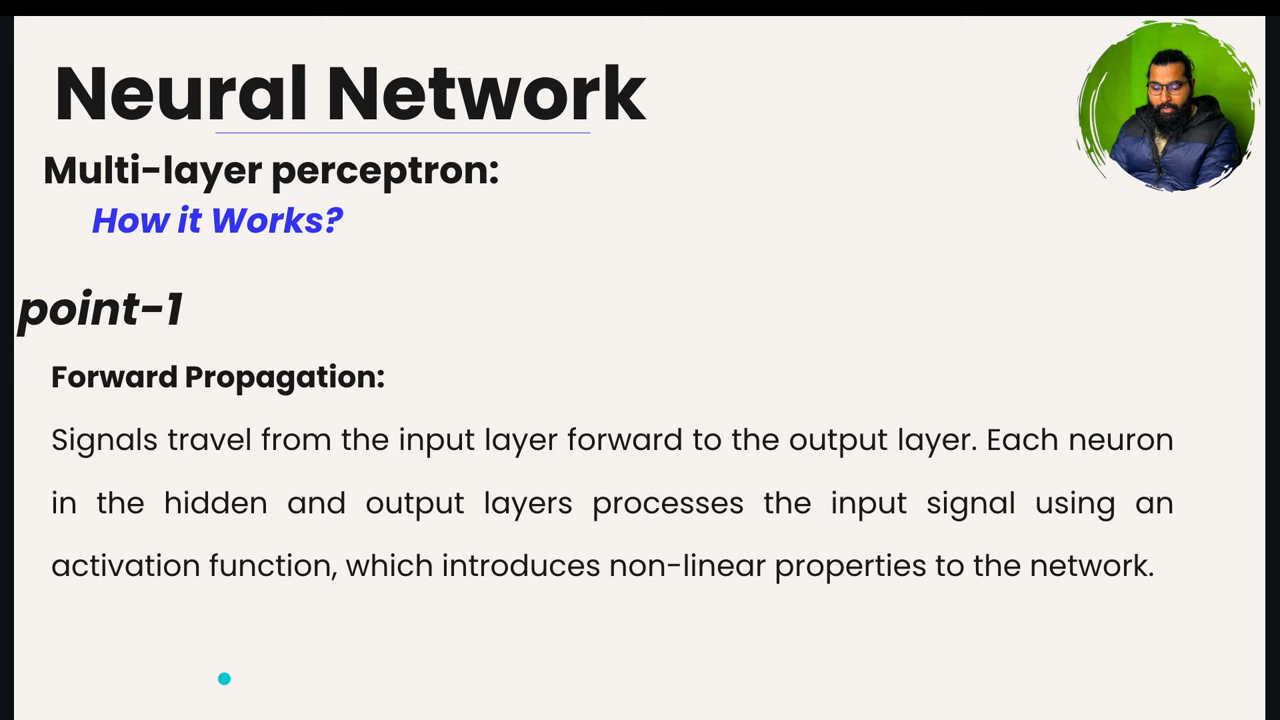 Neural Network
Multi-layer perceptron:
How it Works?
point-1
Forward Propagation:
Signals travel from the input layer forward to the output layer. Each neuron
in the hidden and output layers processes the input signal using an
activation function, which introduces non-linear properties to the network.